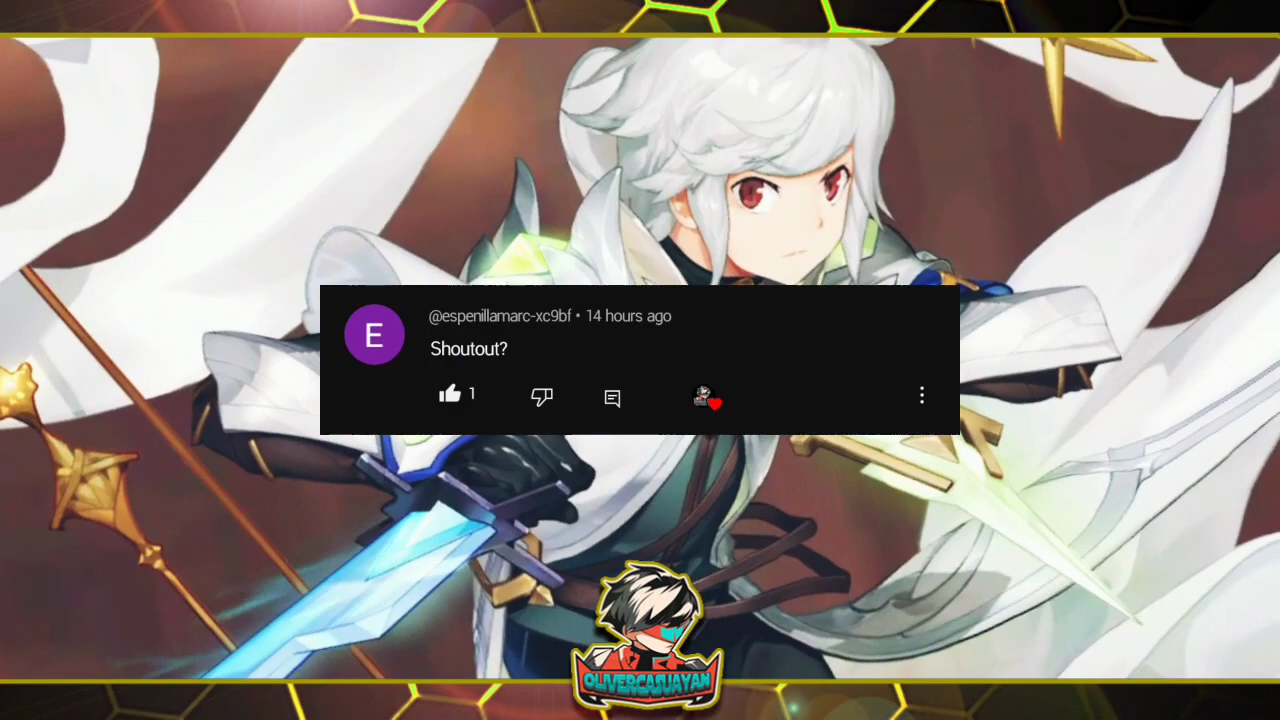 E
@espenillamarc-xc9bf • 14 hours ago
Shoutout?
1
OLIVERCASUAYAN